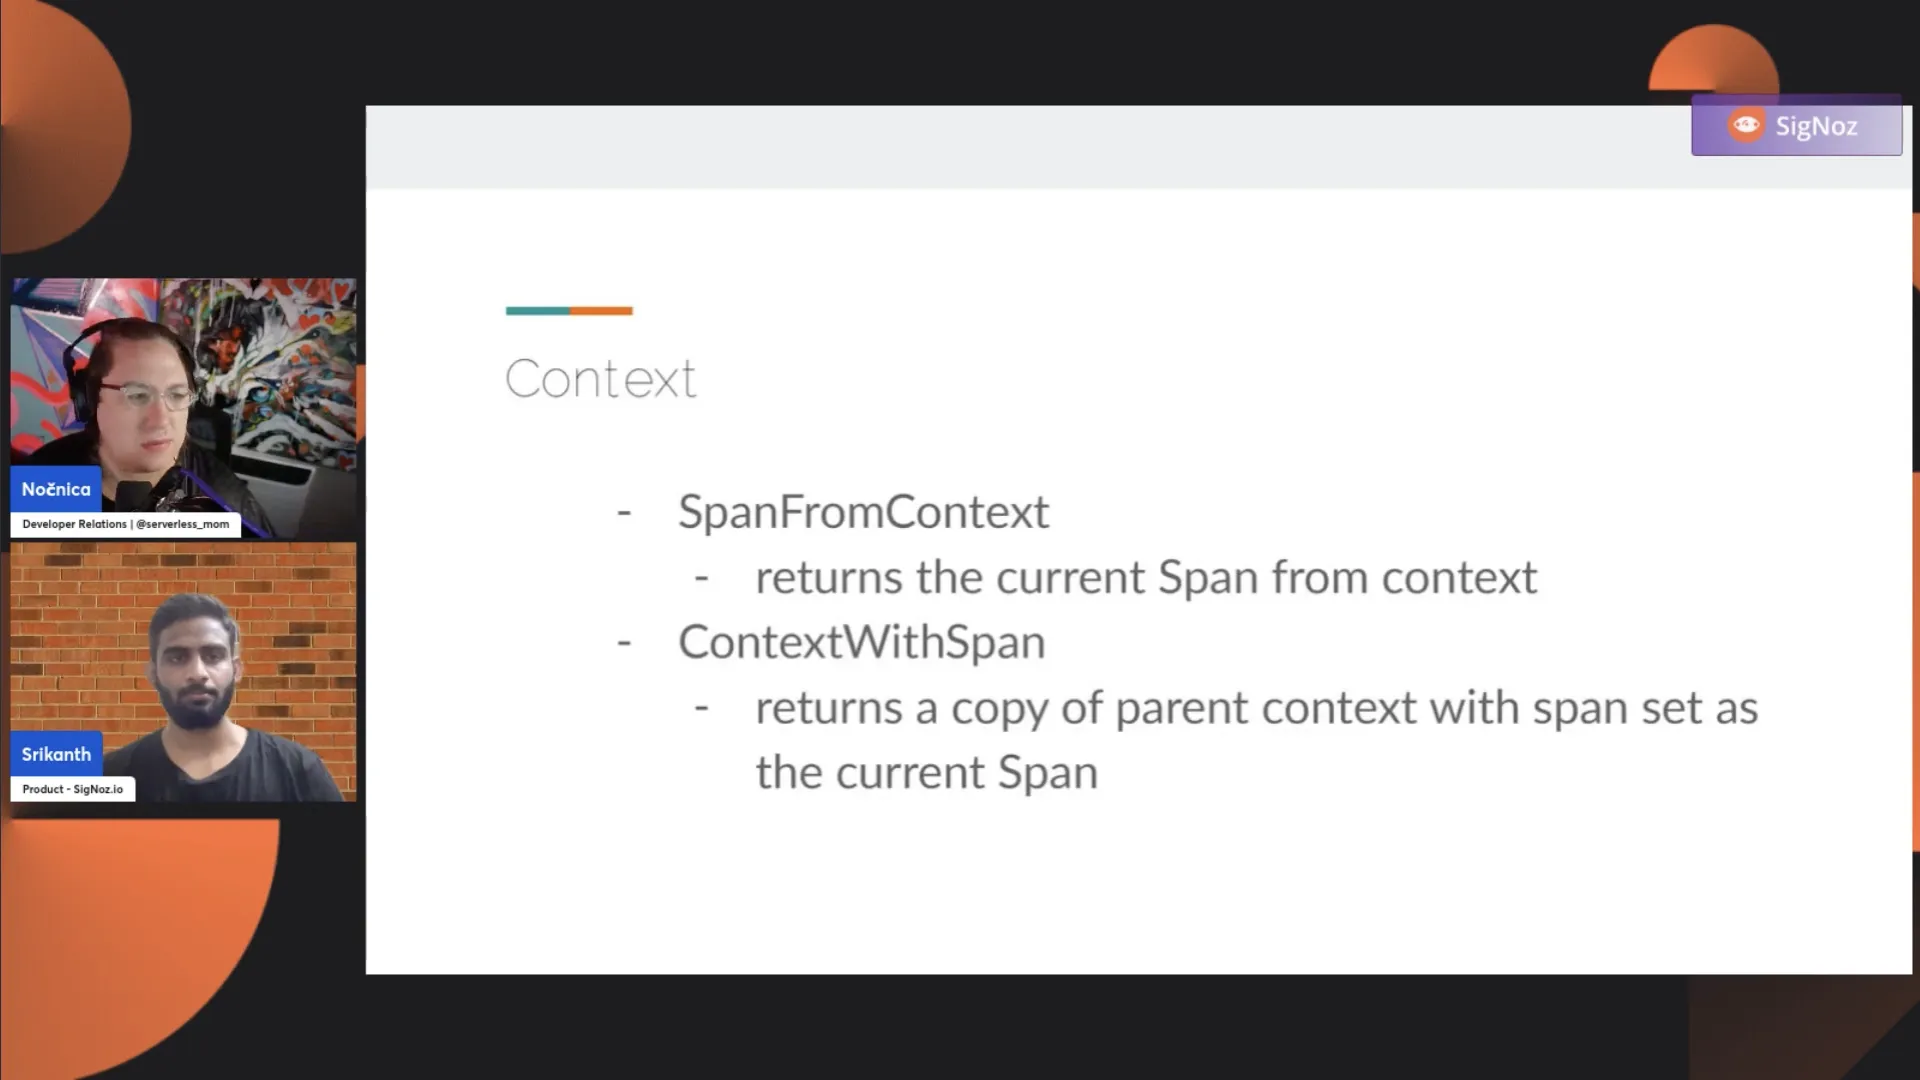 SigNoz
Context
- SpanFromContext
- returns the current Span from context
- ContextWithSpan
- returns a copy of parent context with span set as
the current Span
Nočnica
Developer Relations | @serverless_mom
Srikanth
Product - SigNoz.io